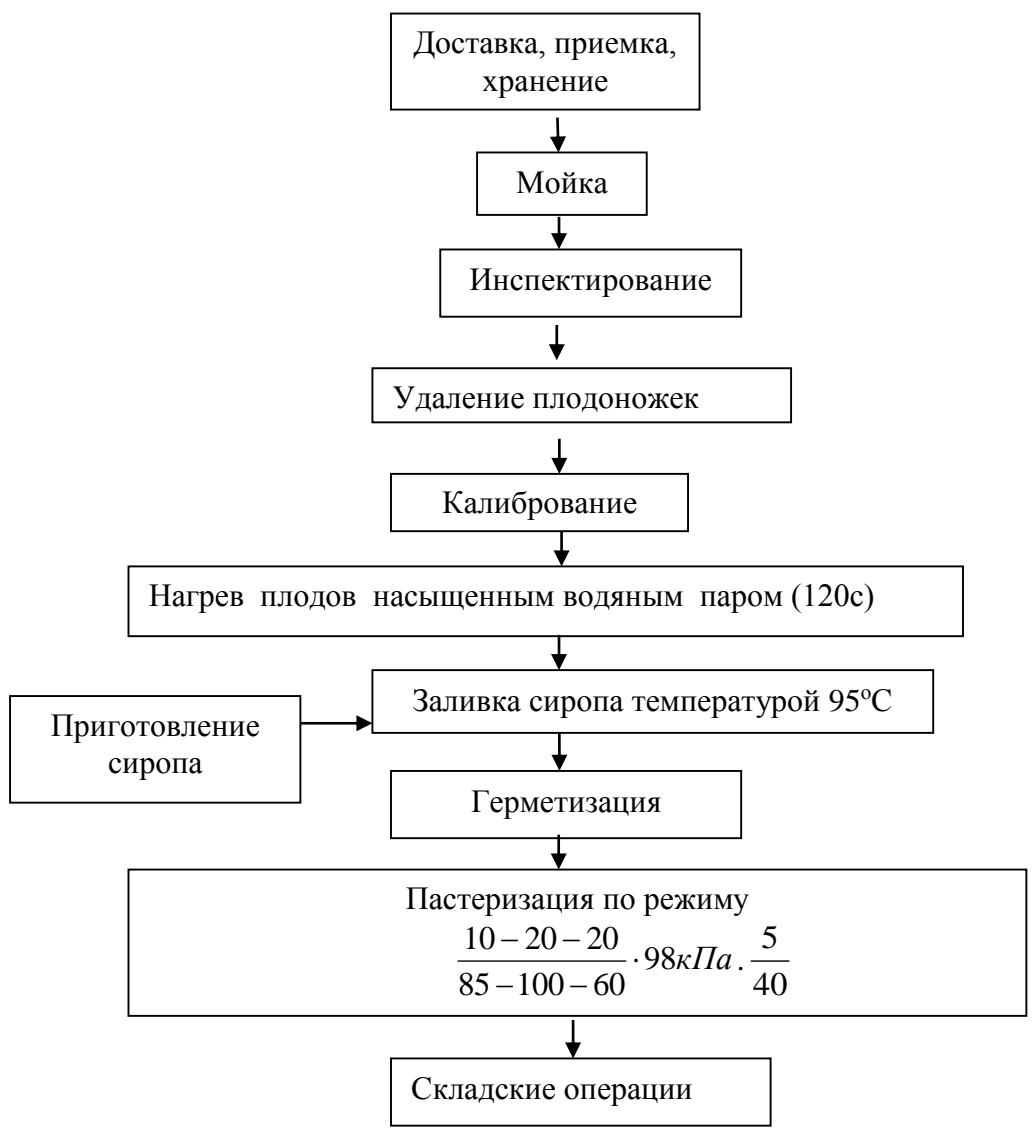 Доставка, приемка,
хранение
Мойка
Инспектирование
Удаление плодоножек
Калибрование
Нагрев плодов насыщенным водяным паром (120с)
Заливка сиропа температурой 95ºС
Приготовление
сиропа
Герметизация
Пастеризация по режиму
10 – 20 – 20 5
85 – 100 – 60 · 98кПа . 40
Складские операции